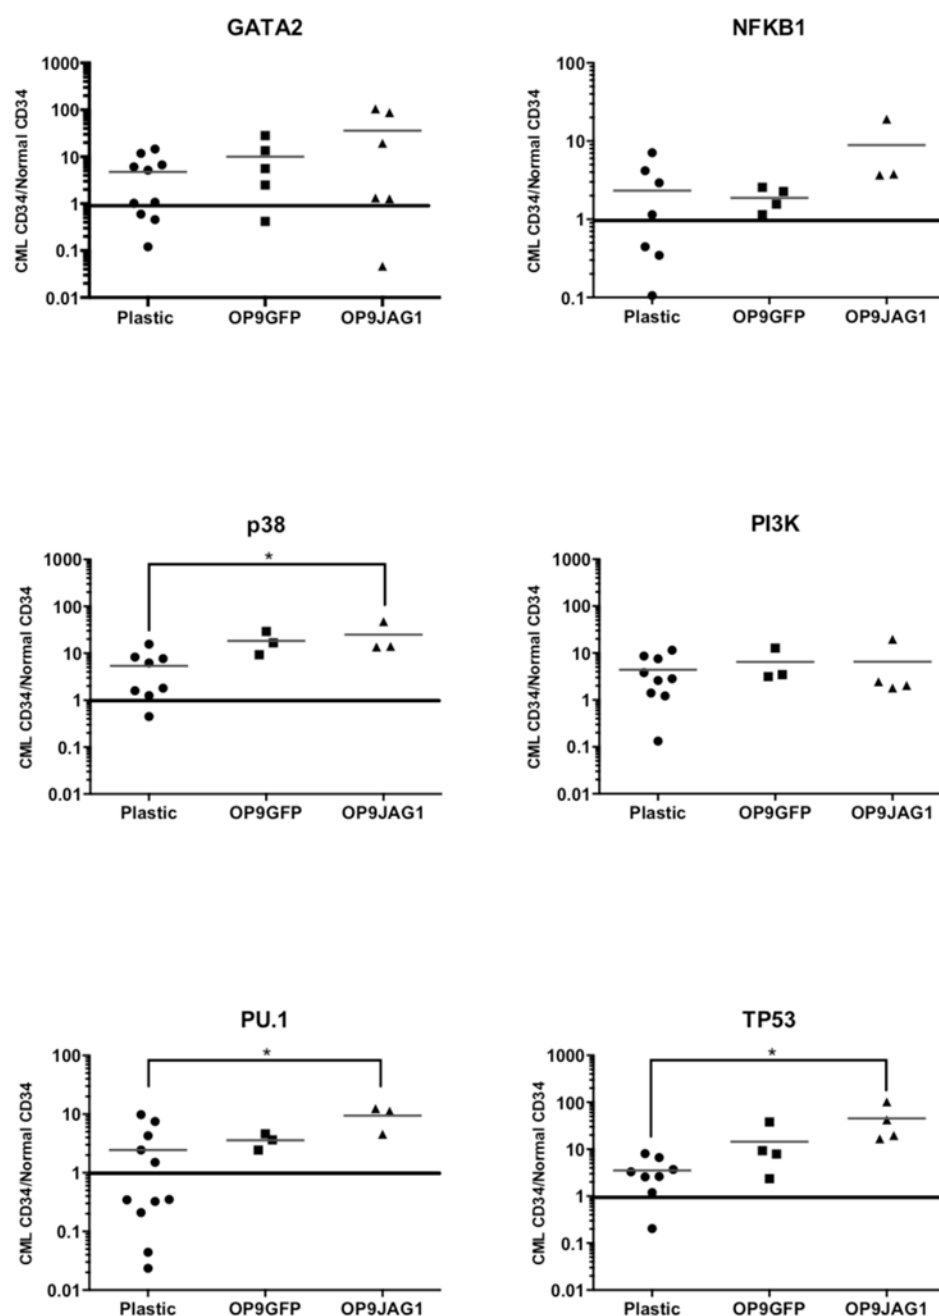 GATA2
CML CD34/Normal CD34
1000
100
10
1
0.1
0.01
Plastic OP9GFP OP9JAG1
NFKB1
CML CD34/Normal CD34
100
10
1
0.1
Plastic OP9GFP OP9JAG1
p38
CML CD34/Normal CD34
1000
100
10
1
0.1
0.01
*
Plastic OP9GFP OP9JAG1
PI3K
CML CD34/Normal CD34
1000
100
10
1
0.1
0.01
Plastic OP9GFP OP9JAG1
PU.1
CML CD34/Normal CD34
100
10
1
0.1
0.01
*
Plastic OP9GFP OP9JAG1
TP53
CML CD34/Normal CD34
1000
100
10
1
0.1
0.01
*
Plastic OP9GFP OP9JAG1